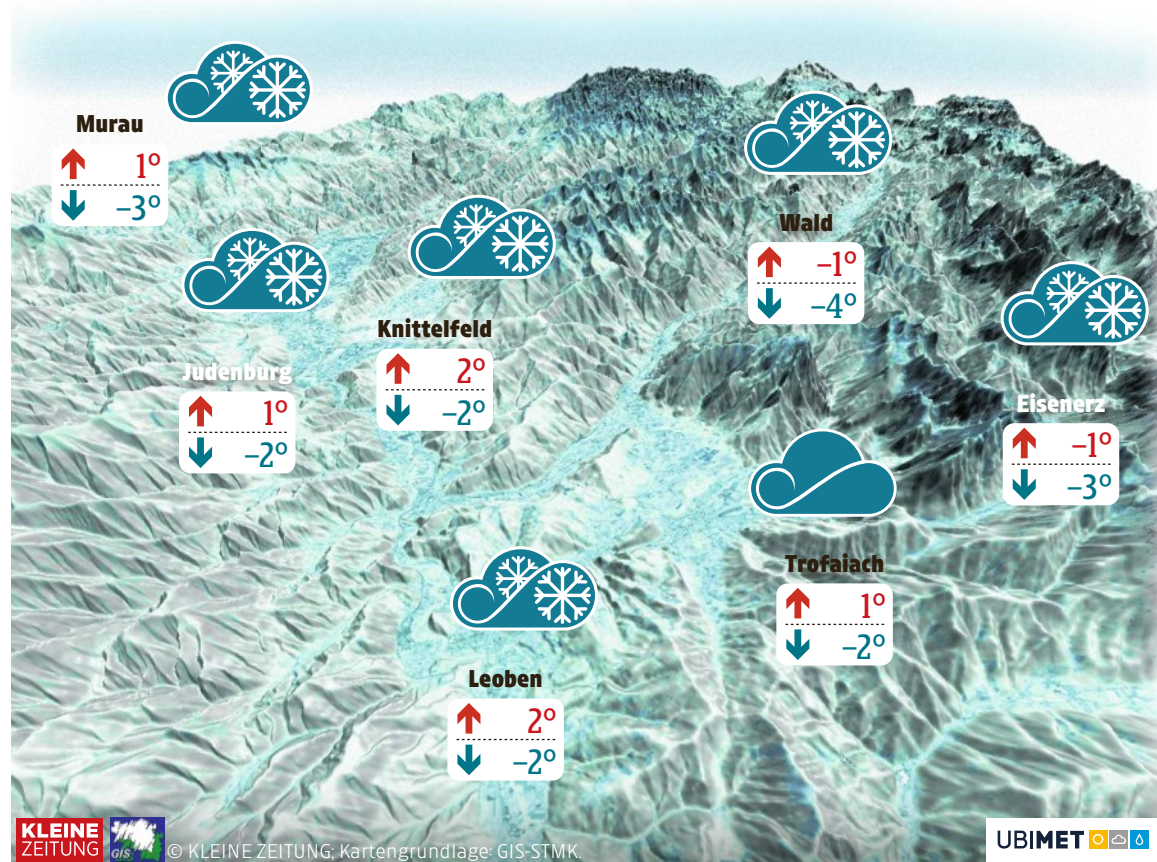 Murau
1°
–3°
Wald
–1°
–4°
Knittelfeld
2°
–2°
Judenburg
1°
–2°
Eisenerz
–1°
–3°
Trofaiach
1°
–2°
Leoben
2°
–2°
KLEINE
ZEITUNG
GIS
© KLEINE ZEITUNG; Kartengrundlage: GIS-STMK.
UBIMET